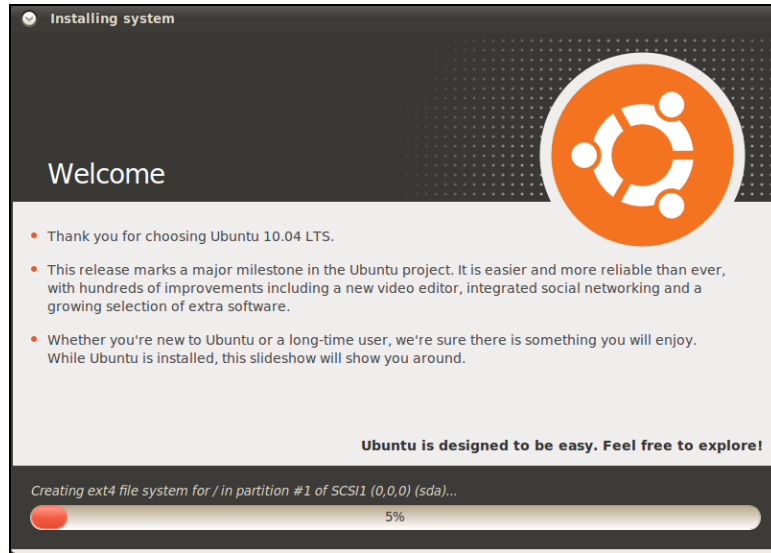 Installing system
Welcome
Thank you for choosing Ubuntu 10.04 LTS.
This release marks a major milestone in the Ubuntu project. It is easier and more reliable than ever,
with hundreds of improvements including a new video editor, integrated social networking and a
growing selection of extra software.
Whether you're new to Ubuntu or a long-time user, we're sure there is something you will enjoy.
While Ubuntu is installed, this slideshow will show you around.
Ubuntu is designed to be easy. Feel free to explore!
Creating ext4 file system for / in partition #1 of SCSI1 (0,0,0) (sda)...
5%